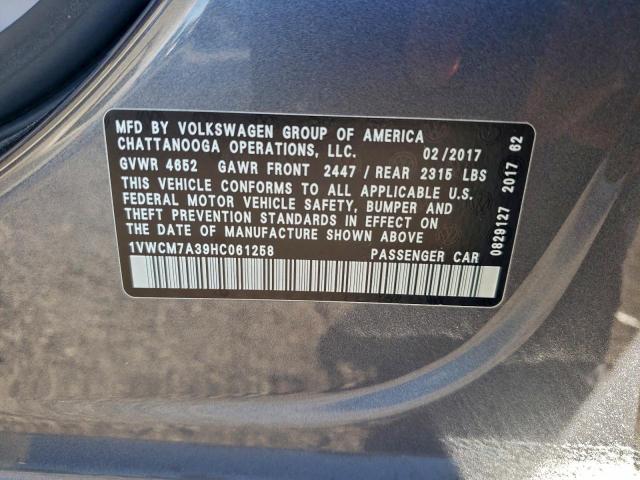 MFD BY VOLKSWAGEN GROUP OF AMERICA
CHATTANOOGA OPERATIONS, LLC. 02/2017
GVWR 4652 GAWR FRONT 2447 / REAR 2315 LBS
THIS VEHICLE CONFORMS TO ALL APPLICABLE U.S.
FEDERAL MOTOR VEHICLE SAFETY, BUMPER AND
THEFT PREVENTION STANDARDS IN EFFECT ON
THE DATE OF MANUFACTURE SHOWN ABOVE
1VWCM7A39HC061258 PASSENGER CAR
0829127 2017 62